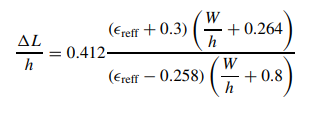 ΔL/h = 0.412 (ϵreff + 0.3) (W/h + 0.264) / (ϵreff − 0.258) (W/h + 0.8)